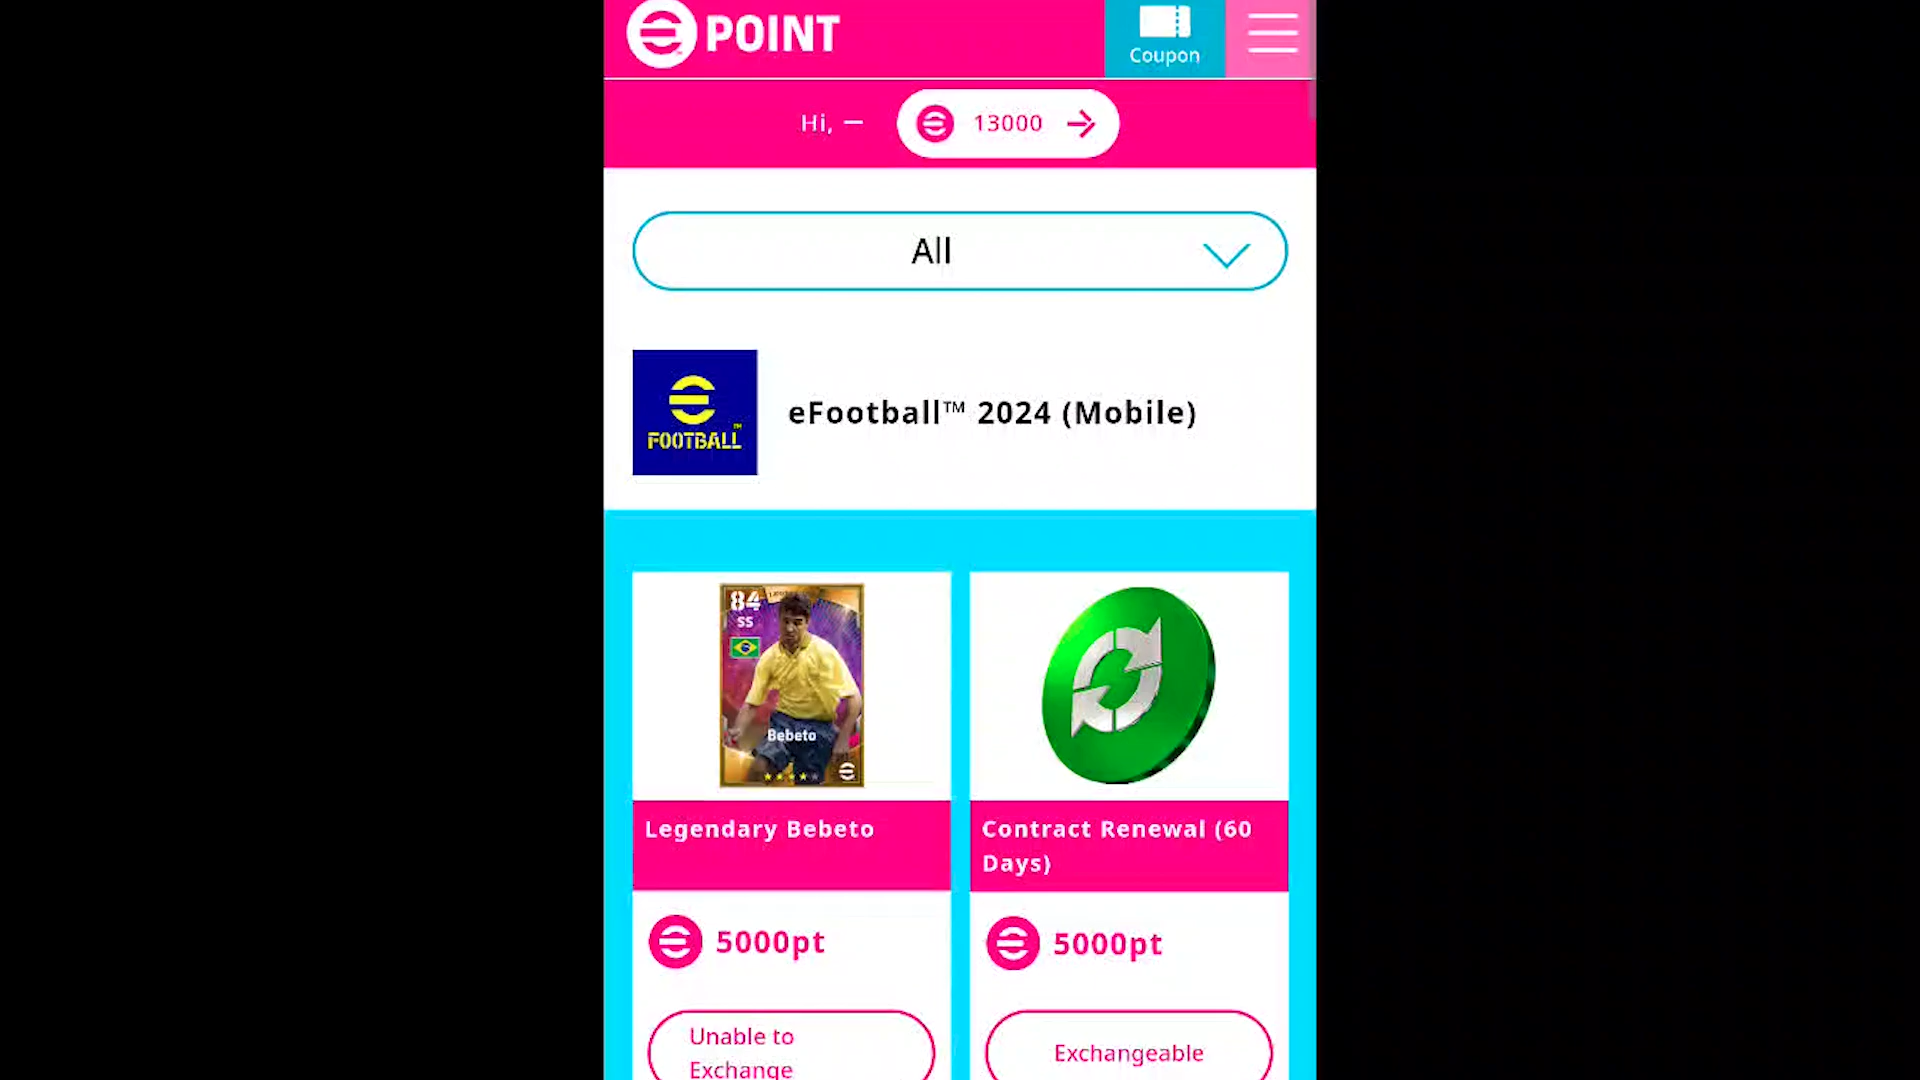 POINT
Coupon
Hi, —
13000
All
FOOTBALL™
eFootball™ 2024 (Mobile)
84
SS
Bebeto
Legendary Bebeto
Contract Renewal (60
Days)
5000pt
5000pt
Unable to
Exchange
Exchangeable